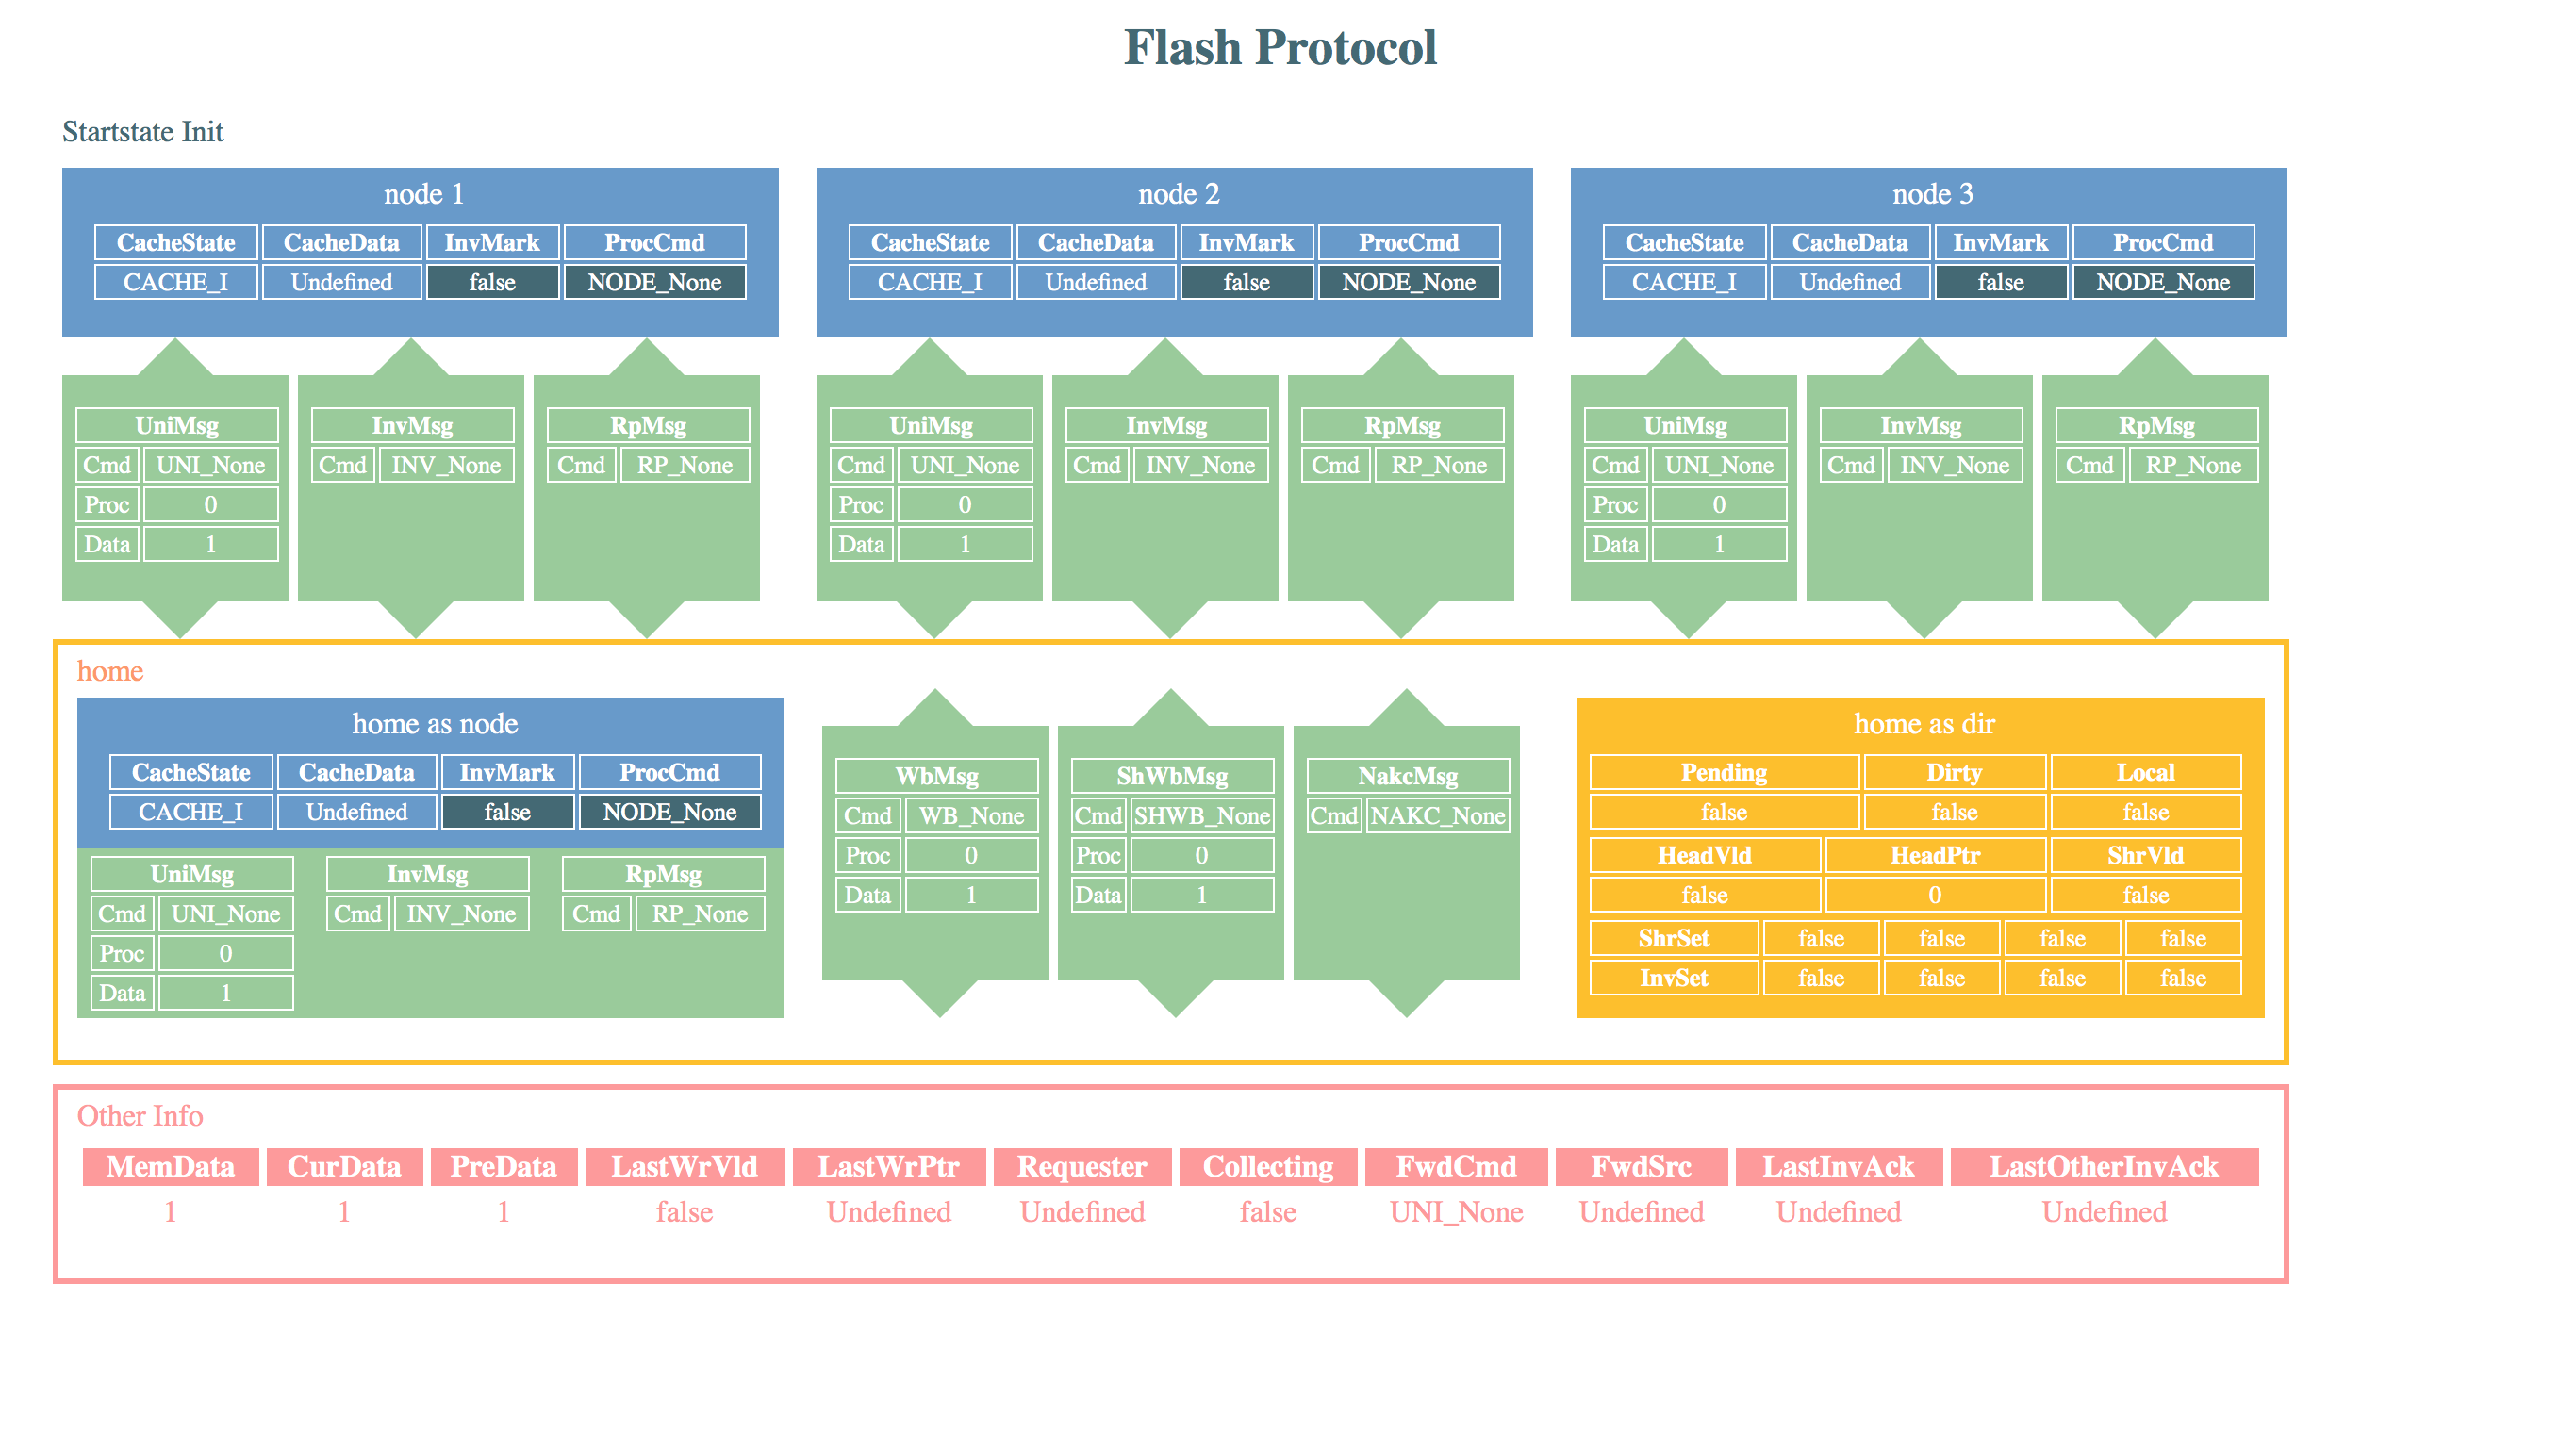 Flash Protocol
Startstate Init
node 1 node 2 node 3
CacheState CacheData InvMark ProcCmd CacheState CacheData InvMark ProcCmd CacheState CacheData InvMark ProcCmd
CACHE_I Undefined false NODE_None CACHE_I Undefined false NODE_None CACHE_I Undefined false NODE_None
UniMsg InvMsg RpMsg UniMsg InvMsg RpMsg UniMsg InvMsg RpMsg
Cmd UNI_None Cmd INV_None Cmd RP_None Cmd UNI_None Cmd INV_None Cmd RP_None Cmd UNI_None Cmd INV_None Cmd RP_None
Proc 0 Proc 0 Proc 0
Data 1 Data 1 Data 1
home
home as node home as dir
CacheState CacheData InvMark ProcCmd WbMsg ShWbMsg NakcMsg Pending Dirty Local
CACHE_I Undefined false NODE_None Cmd WB_None Cmd SHWB_None Cmd NAKC_None false false false
UniMsg InvMsg RpMsg Proc 0 Proc 0 HeadVld HeadPtr ShrVld
Cmd UNI_None Cmd INV_None Cmd RP_None Data 1 Data 1 false 0 false
Proc 0 ShrSet false false false false
Data 1 InvSet false false false false
Other Info
MemData CurData PreData LastWrVld LastWrPtr Requester Collecting FwdCmd FwdSrc LastInvAck LastOtherInvAck
1 1 1 false Undefined Undefined false UNI_None Undefined Undefined Undefined